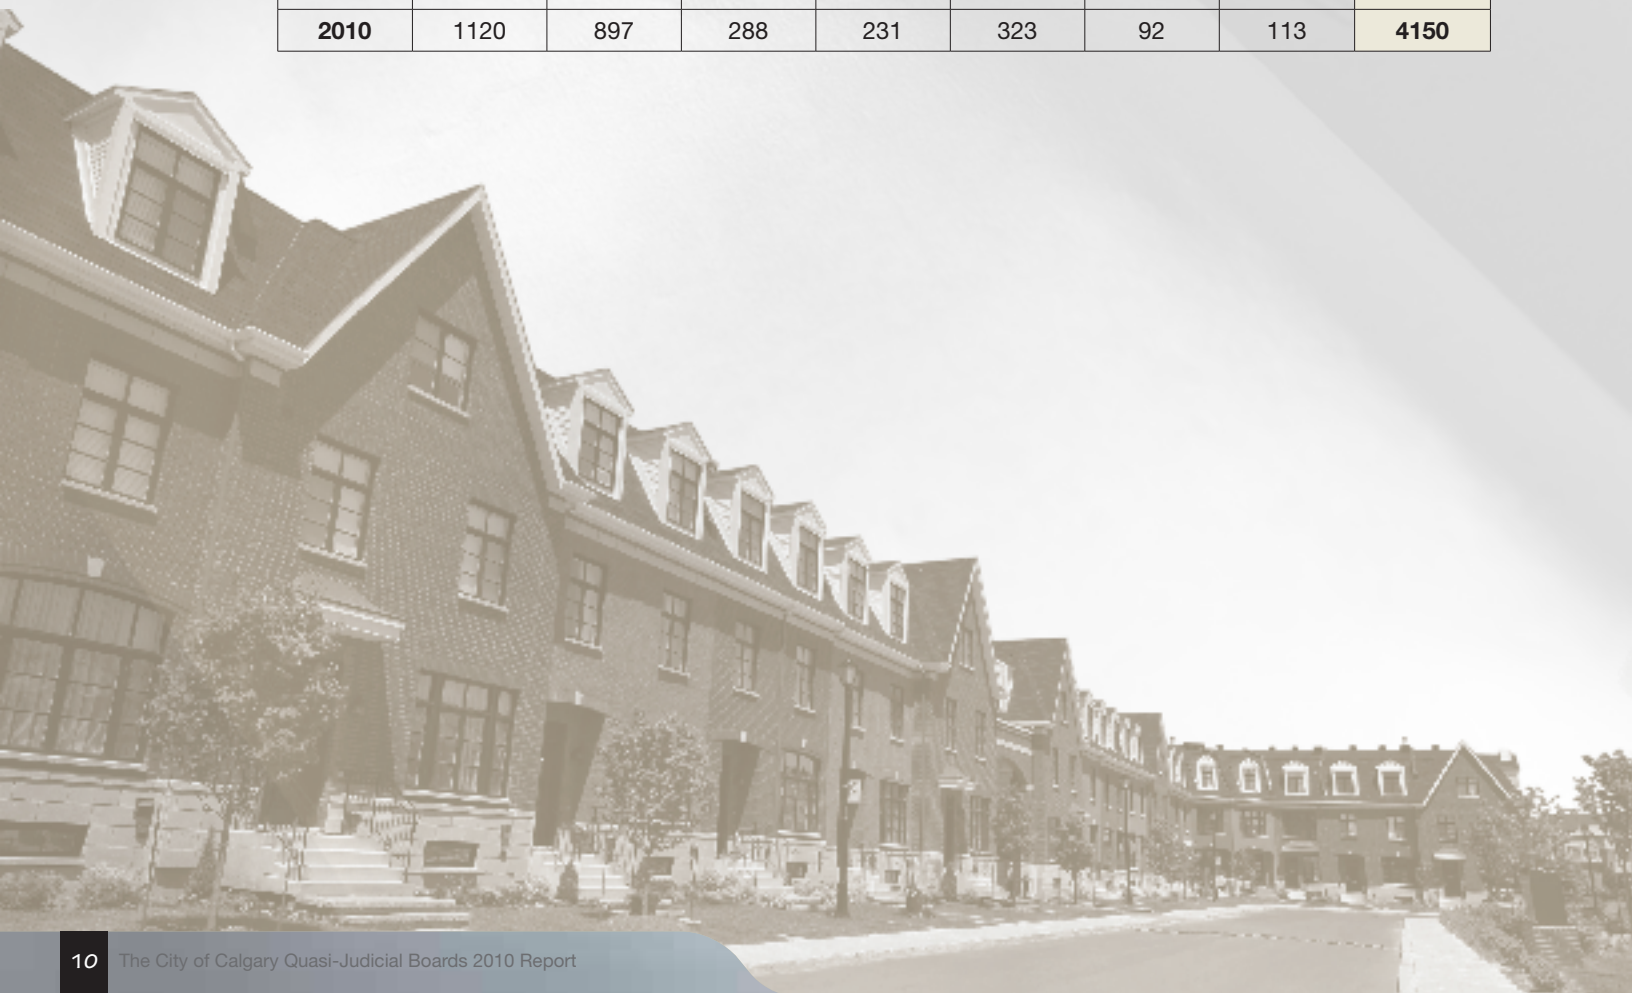 2010 1120 897 288 231 323 92 113 4150
10 The City of Calgary Quasi-Judicial Boards 2010 Report